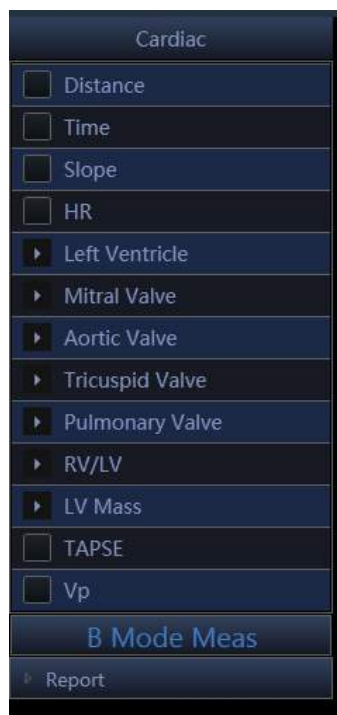 Cardiac
Distance
Time
Slope
HR
Left Ventricle
Mitral Valve
Aortic Valve
Tricuspid Valve
Pulmonary Valve
RV/LV
LV Mass
TAPSE
Vp
B Mode Meas
Report